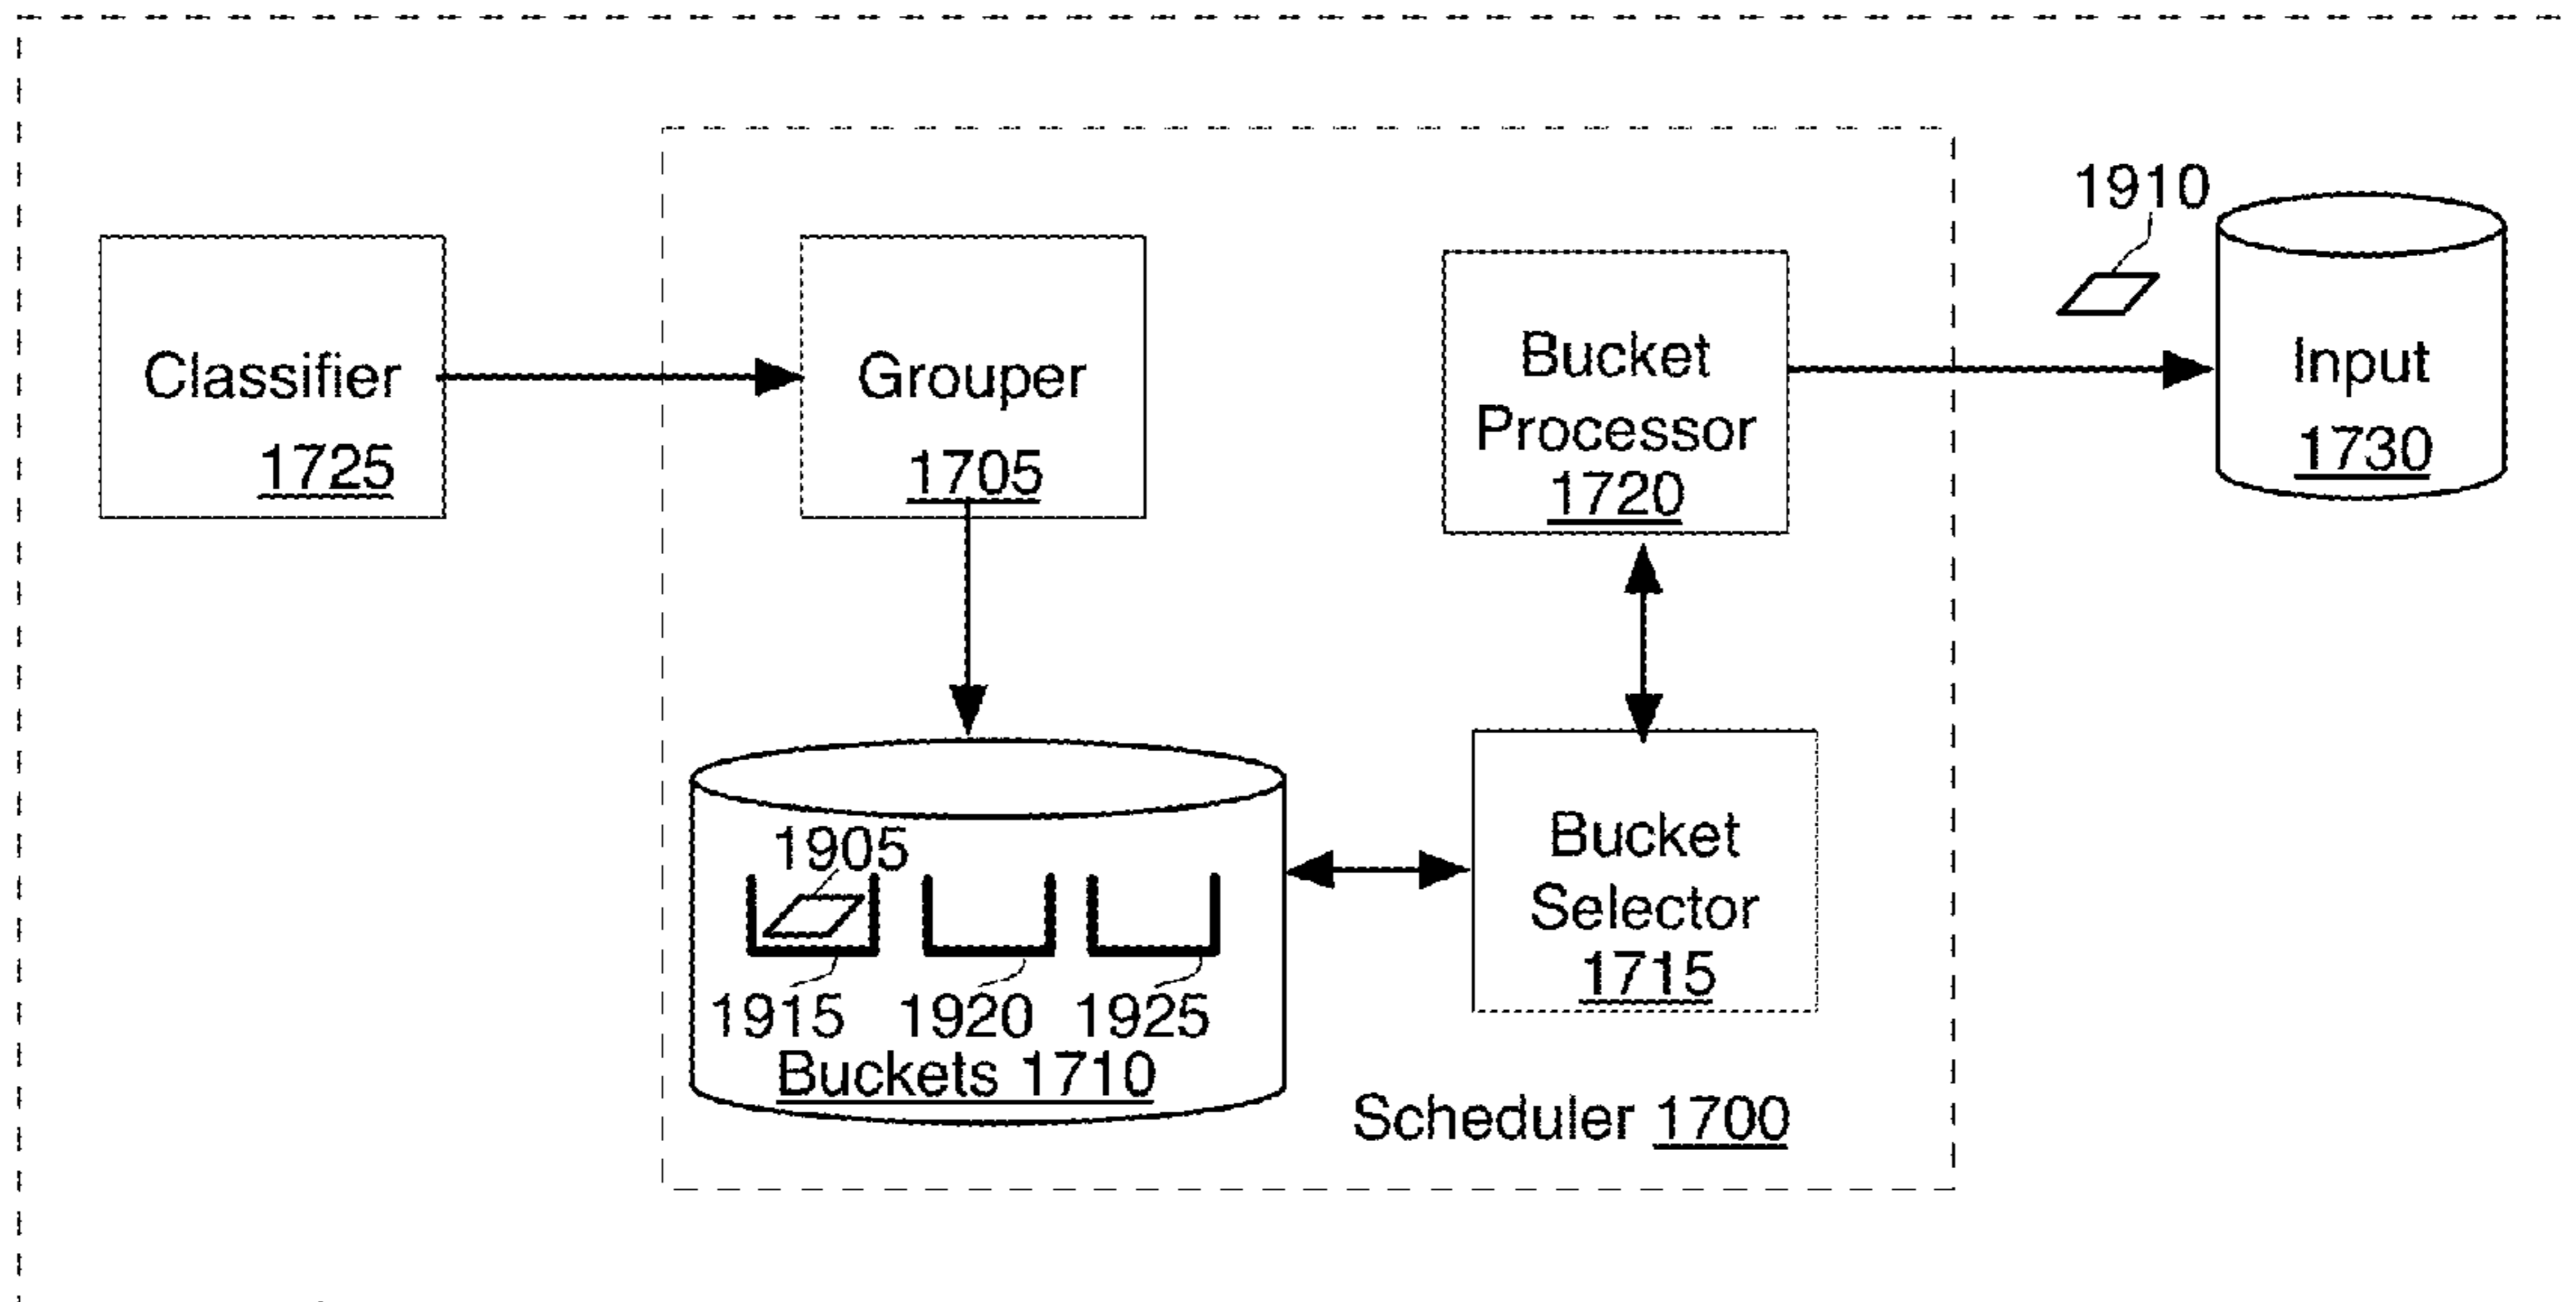 1910
Classifier
1725
Grouper
1705
Bucket
Processor
1720
Input
1730
1905
1915 1920 1925
Buckets 1710
Bucket
Selector
1715
Scheduler 1700